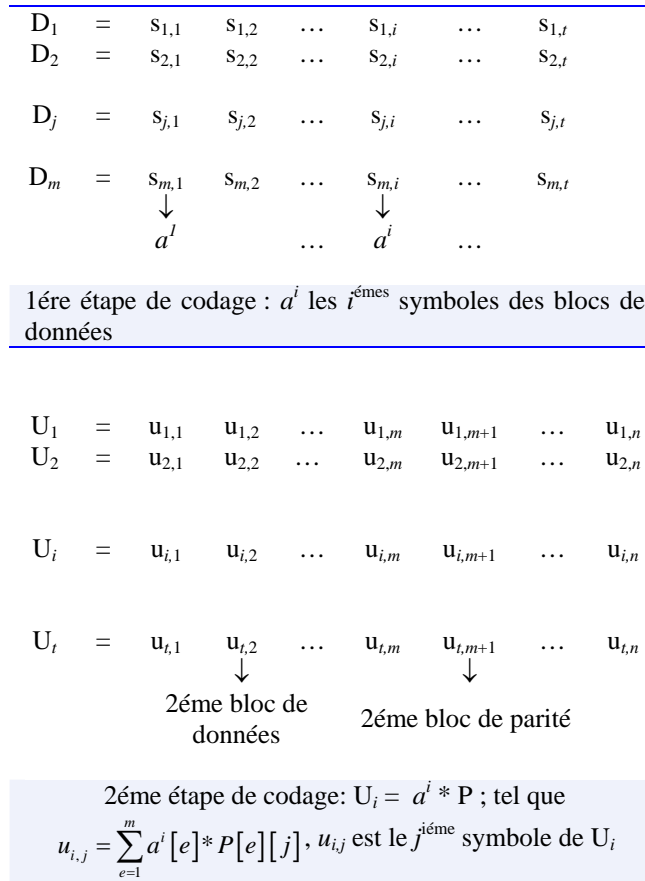 D₁ = s₁,₁ s₁,₂ … s₁,ᵢ … s₁,ₜ
D₂ = s₂,₁ s₂,₂ … s₂,ᵢ … s₂,ₜ
Dⱼ = sⱼ,₁ sⱼ,₂ … sⱼ,ᵢ … sⱼ,ₜ
Dₘ = sₘ,₁ sₘ,₂ … sₘ,ᵢ … sₘ,ₜ
↓ ↓
a¹ … aⁱ …
1ére étape de codage : aⁱ les i^émes symboles des blocs de
données
U₁ = u₁,₁ u₁,₂ … u₁,ₘ u₁,ₘ₊₁ … u₁,ₙ
U₂ = u₂,₁ u₂,₂ … u₂,ₘ u₂,ₘ₊₁ … u₂,ₙ
Uᵢ = uᵢ,₁ uᵢ,₂ … uᵢ,ₘ uᵢ,ₘ₊₁ … uᵢ,ₙ
Uₜ = uₜ,₁ uₜ,₂ … uₜ,ₘ uₜ,ₘ₊₁ … uₜ,ₙ
↓ ↓
2éme bloc de
données
2éme bloc de parité
2éme étape de codage: Uᵢ = aⁱ * P ; tel que
uᵢ,ⱼ = ∑_{e=1}^{m} aⁱ[e]* P[e][j], uᵢⱼ est le j^iéme symbole de Uᵢ